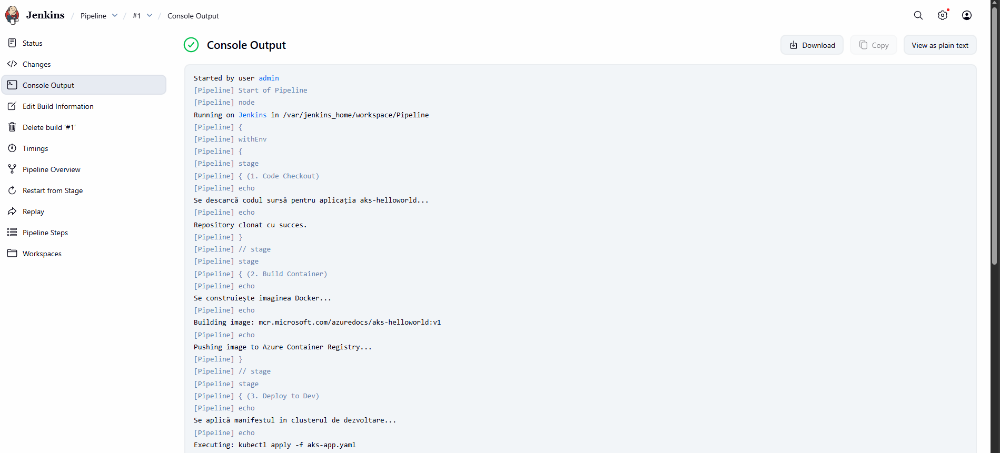 Jenkins / Pipeline / #1 / Console Output
Status
Changes
Console Output
Edit Build Information
Delete build ‘#1’
Timings
Pipeline Overview
Restart from Stage
Replay
Pipeline Steps
Workspaces
Console Output
Download
Copy
View as plain text
Started by user admin
[Pipeline] Start of Pipeline
[Pipeline] node
Running on Jenkins in /var/jenkins_home/workspace/Pipeline
[Pipeline] {
[Pipeline] withEnv
[Pipeline] {
[Pipeline] stage
[Pipeline] { (1. Code Checkout)
[Pipeline] echo
Se descarcă codul sursă pentru aplicația aks-helloworld...
[Pipeline] echo
Repository clonat cu succes.
[Pipeline] }
[Pipeline] // stage
[Pipeline] stage
[Pipeline] { (2. Build Container)
[Pipeline] echo
Se construiește imaginea Docker...
[Pipeline] echo
Building image: mcr.microsoft.com/azuredocs/aks-helloworld:v1
[Pipeline] echo
Pushing image to Azure Container Registry...
[Pipeline] }
[Pipeline] // stage
[Pipeline] stage
[Pipeline] { (3. Deploy to Dev)
[Pipeline] echo
Se aplică manifestul în clusterul de dezvoltare...
[Pipeline] echo
Executing: kubectl apply -f aks-app.yaml